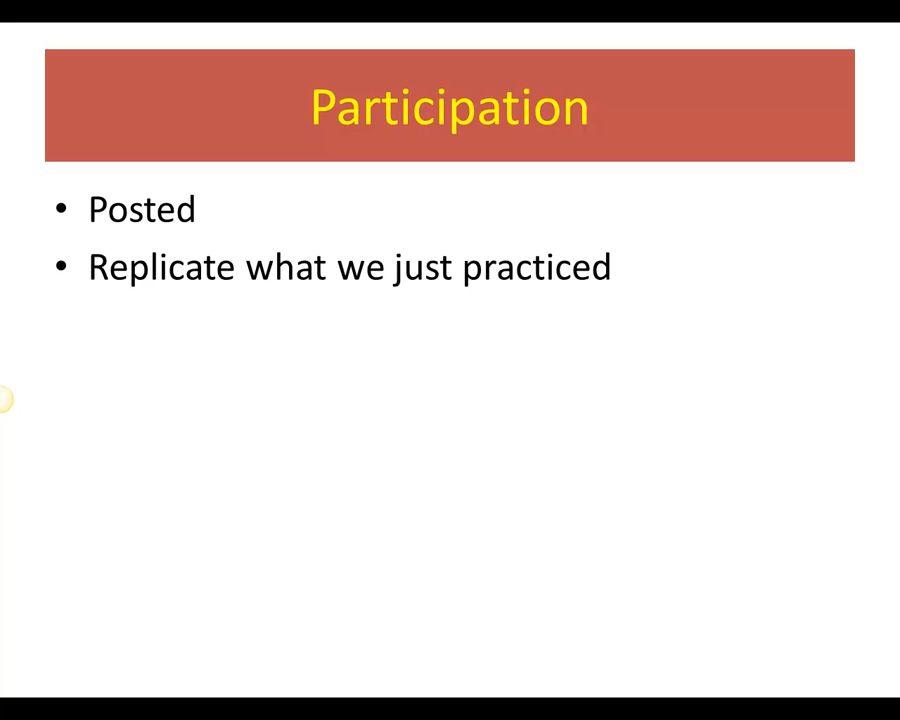 Participation
• Posted
• Replicate what we just practiced